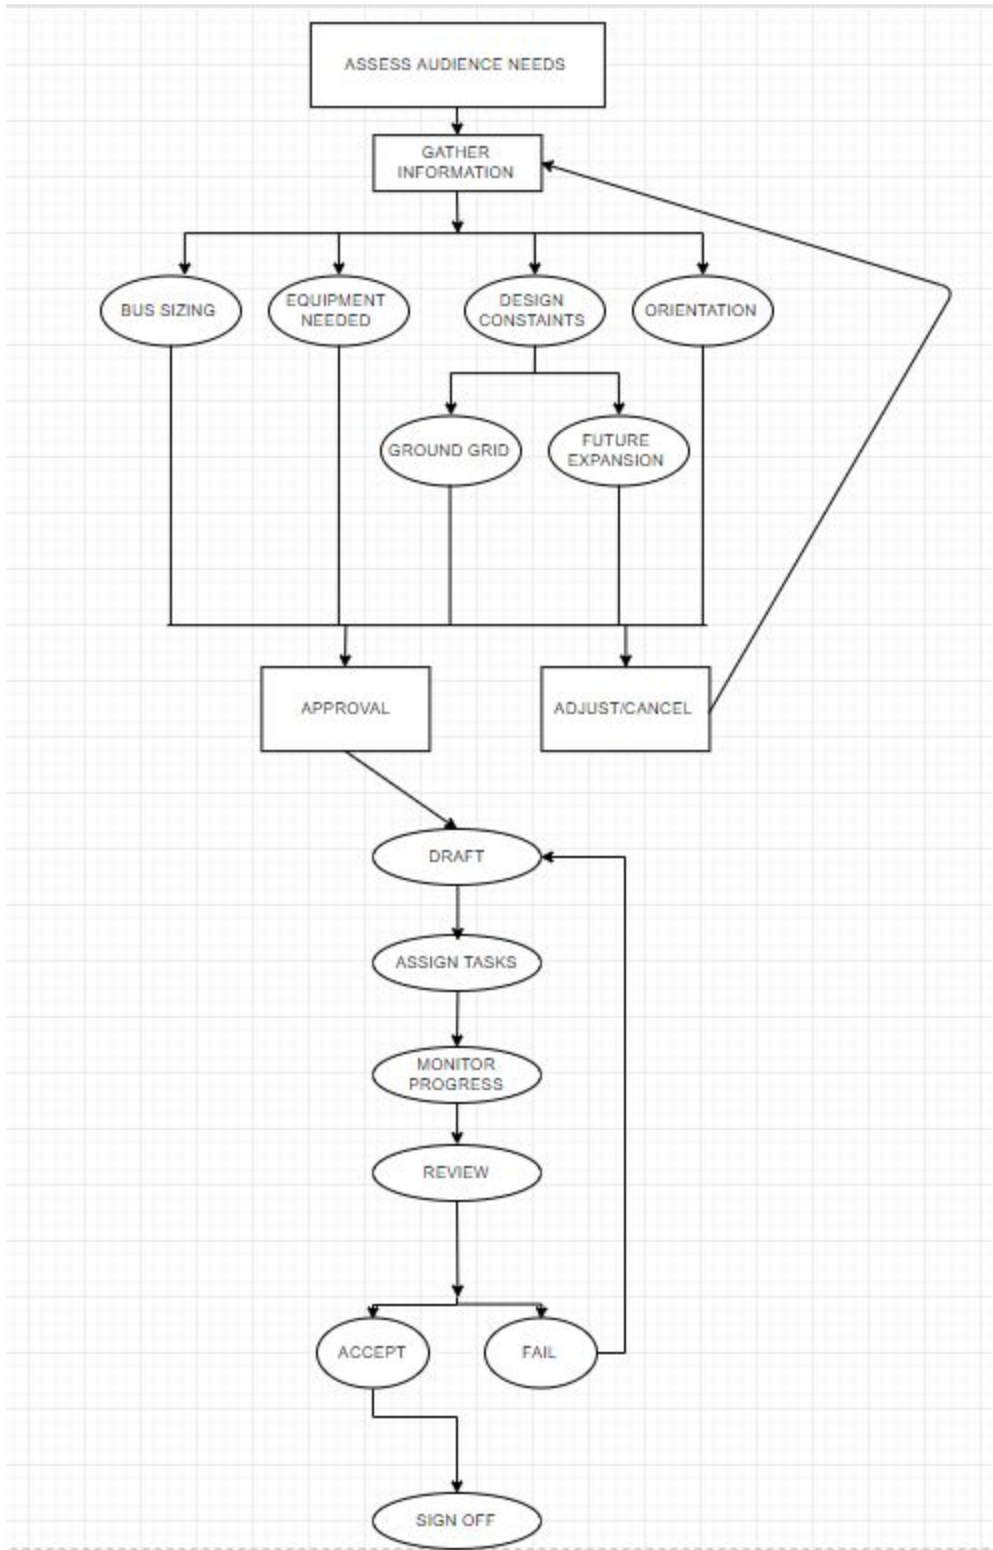 ASSESS AUDIENCE NEEDS
GATHER
INFORMATION
BUS SIZING
EQUIPMENT
NEEDED
DESIGN
CONSTAINTS
ORIENTATION
GROUND GRID
FUTURE
EXPANSION
APPROVAL
ADJUST/CANCEL
DRAFT
ASSIGN TASKS
MONITOR
PROGRESS
REVIEW
ACCEPT
FAIL
SIGN OFF